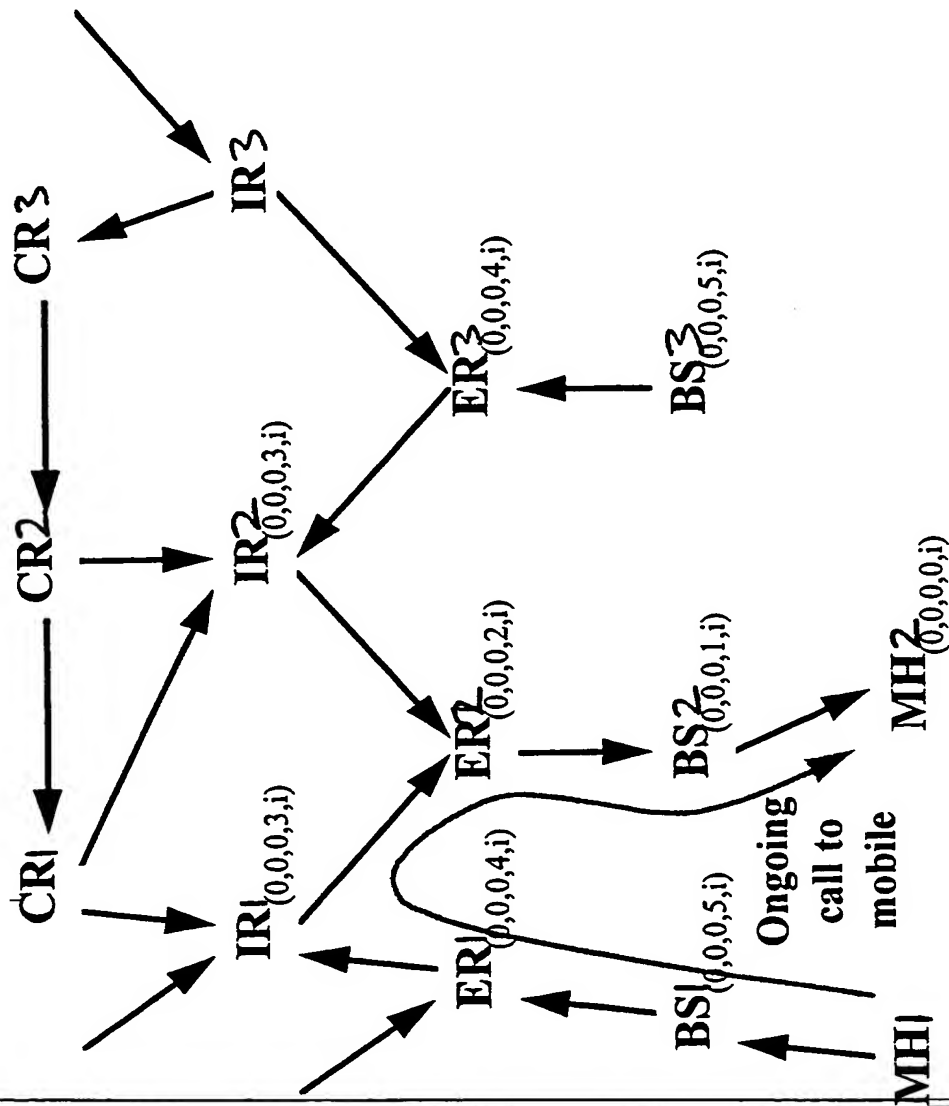 CR1 CR2 CR3
IR1(0,0,0,3,i) IR2(0,0,0,3,i) IR3
ER1(0,0,0,4,i) ER2(0,0,0,2,i) ER3(0,0,0,4,i)
BS1(0,0,0,5,i) BS2(0,0,0,1,i) BS3(0,0,0,5,i)
Ongoing
call to
mobile
MH1 MH2(0,0,0,0,i)